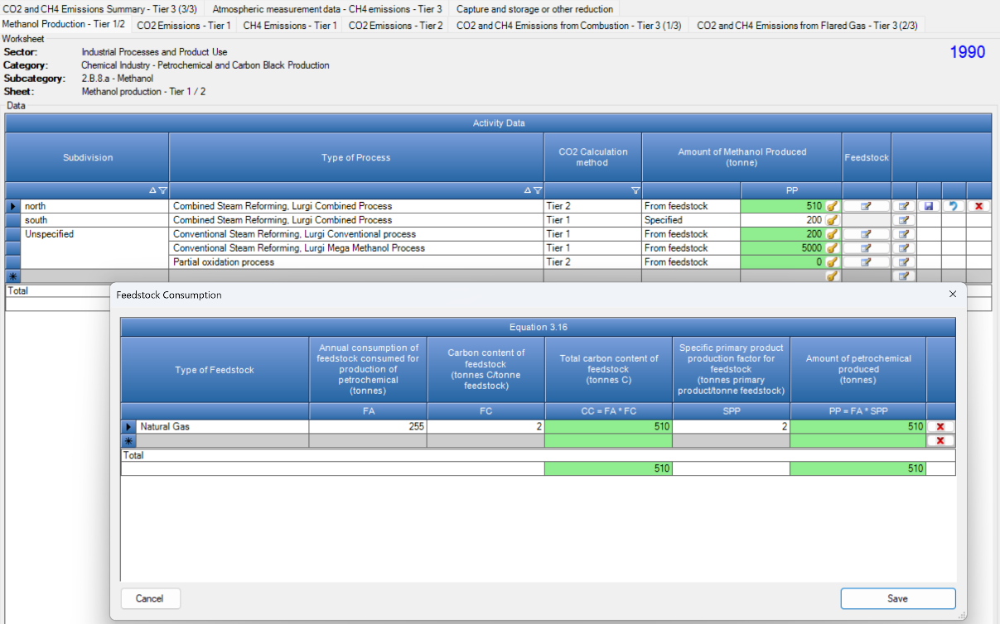 CO2 and CH4 Emissions Summary - Tier 3 (3/3) Atmospheric measurement data - CH4 emissions - Tier 3 Capture and storage or other reduction
Methanol Production - Tier 1/2 CO2 Emissions - Tier 1 CH4 Emissions - Tier 1 CO2 Emissions - Tier 2 CO2 and CH4 Emissions from Combustion - Tier 3 (1/3) CO2 and CH4 Emissions from Flared Gas - Tier 3 (2/3)
Worksheet
Sector: Industrial Processes and Product Use 1990
Category: Chemical Industry - Petrochemical and Carbon Black Production
Subcategory: 2.B.8.a - Methanol
Sheet: Methanol production - Tier 1 / 2
Data
Activity Data
Subdivision
Type of Process
CO2 Calculation
method
Amount of Methanol Produced
(tonne)
Feedstock
PP
north Combined Steam Reforming, Lurgi Combined Process Tier 2 From feedstock 510
south Combined Steam Reforming, Lurgi Combined Process Tier 1 Specified 200
Unspecified Conventional Steam Reforming, Lurgi Conventional process Tier 1 From feedstock 200
Conventional Steam Reforming, Lurgi Mega Methanol Process Tier 1 From feedstock 5000
Partial oxidation process Tier 2 From feedstock 0
Total
Feedstock Consumption
Equation 3.16
Type of Feedstock
Annual consumption of
feedstock consumed for
production of
petrochemical
(tonnes)
Carbon content of
feedstock
(tonnes C/tonne
feedstock)
Total carbon content of
feedstock
(tonnes C)
Specific primary product
production factor for
feedstock
(tonnes primary
product/tonne feedstock)
Amount of petrochemical
produced
(tonnes)
FA FC CC = FA * FC SPP PP = FA * SPP
Natural Gas 255 2 510 2 510
Total
510 510
Cancel Save